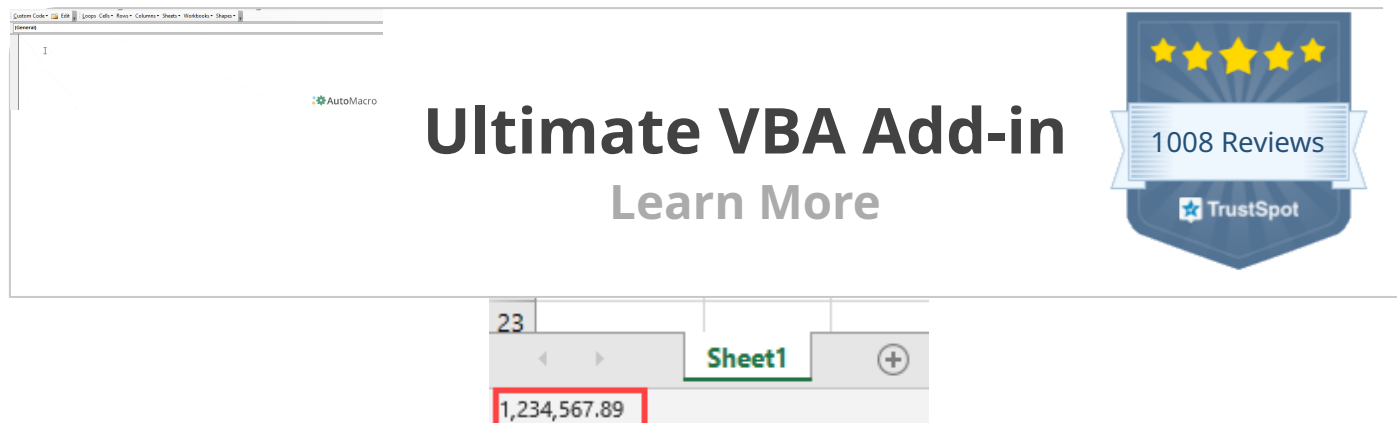 Custom Code Edit Loops Cells Rows Columns Sheets Workbooks Shapes
(General)
AutoMacro
Ultimate VBA Add-in
Learn More
1008 Reviews
TrustSpot
23
Sheet1
1,234,567.89